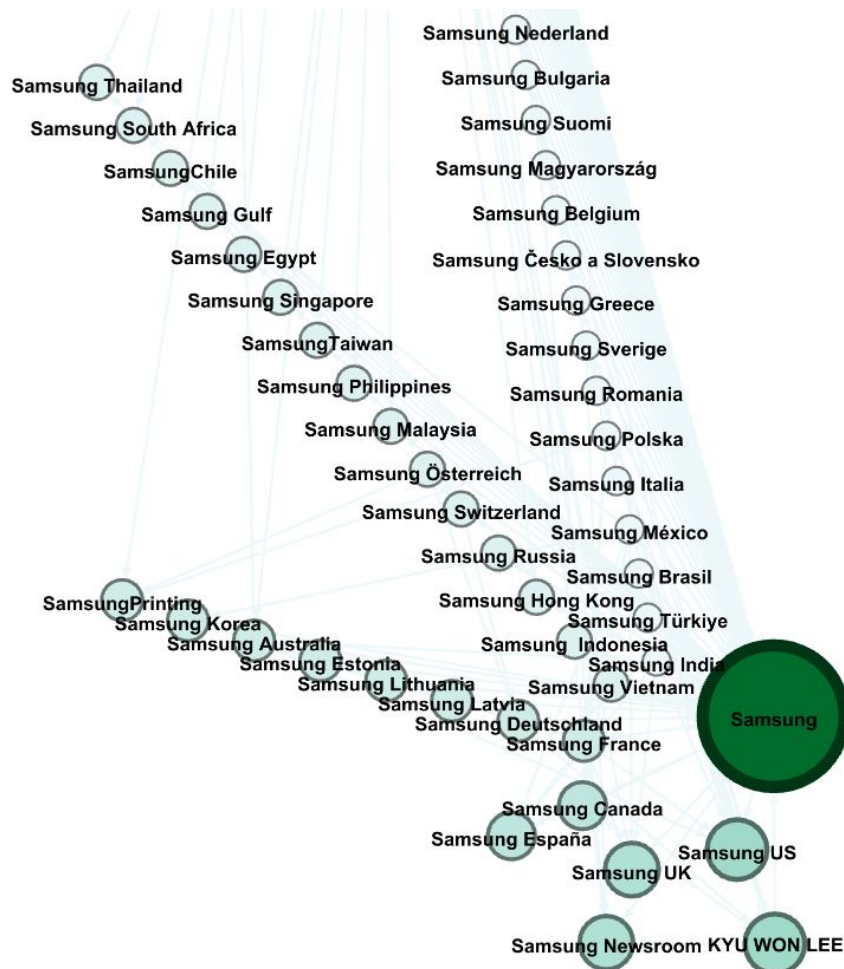 Samsung Nederland
Samsung Bulgaria
Samsung Thailand
Samsung Suomi
Samsung South Africa
Samsung Magyarország
SamsungChile
Samsung Gulf
Samsung Belgium
Samsung Egypt
Samsung Česko a Slovensko
Samsung Singapore
Samsung Greece
SamsungTaiwan
Samsung Sverige
Samsung Philippines
Samsung Romania
Samsung Malaysia
Samsung Polska
Samsung Österreich
Samsung Italia
Samsung Switzerland
Samsung México
Samsung Russia
Samsung Brasil
Samsung Hong Kong
SamsungPrinting
Samsung Türkiye
Samsung Korea
Samsung Australia
Samsung Indonesia
Samsung Estonia
Samsung India
Samsung Lithuania
Samsung Vietnam
Samsung Latvia
Samsung Deutschland
Samsung
Samsung France
Samsung Canada
Samsung España
Samsung US
Samsung UK
Samsung Newsroom
KYU WON LEE